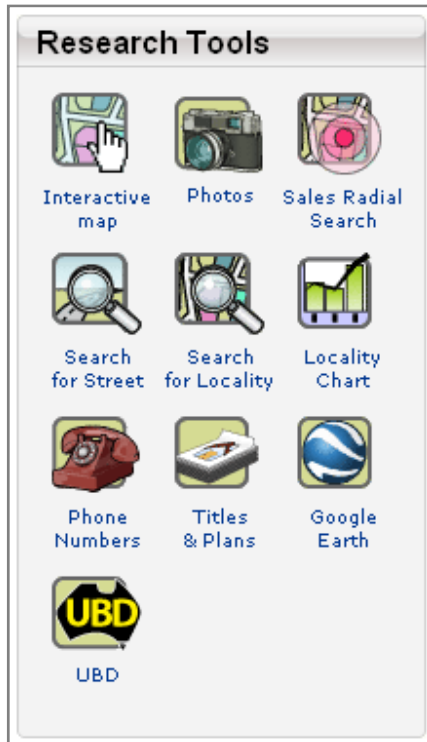 Research Tools
Interactive
map
Photos
Sales Radial
Search
Search
for Street
Search
for Locality
Locality
Chart
Phone
Numbers
Titles
& Plans
Google
Earth
UBD
UBD